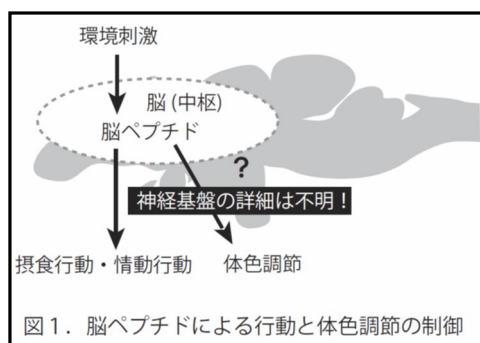 環境刺激
脳 (中枢)
脳ペプチド
?
神経基盤の詳細は不明！
摂食行動・情動行動 体色調節
図１．脳ペプチドによる行動と体色調節の制御